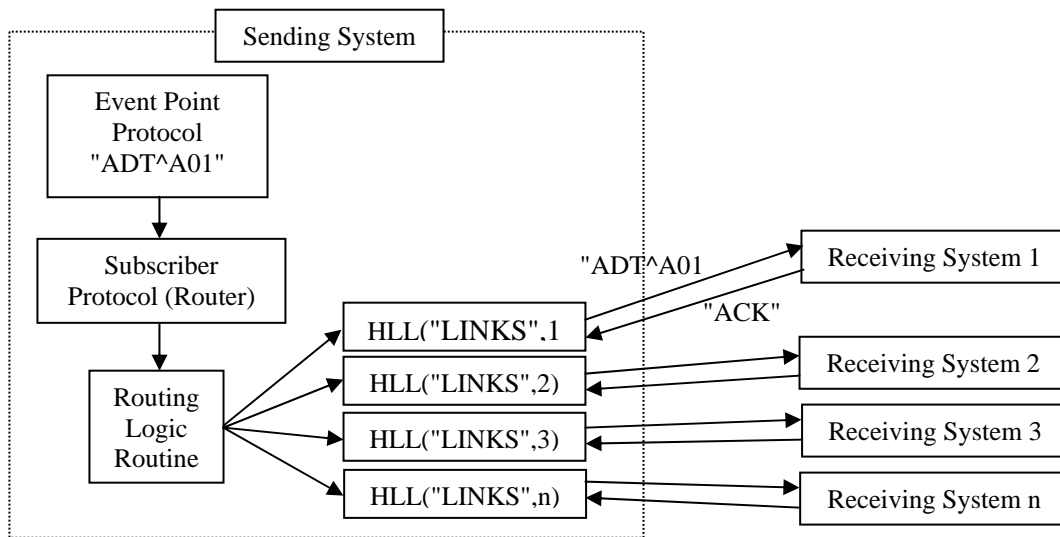 Sending System
Event Point
Protocol
"ADT^A01"
Subscriber
Protocol (Router)
Routing
Logic
Routine
HLL("LINKS",1
HLL("LINKS",2)
HLL("LINKS",3)
HLL("LINKS",n)
"ADT^A01
"ACK"
Receiving System 1
Receiving System 2
Receiving System 3
Receiving System n